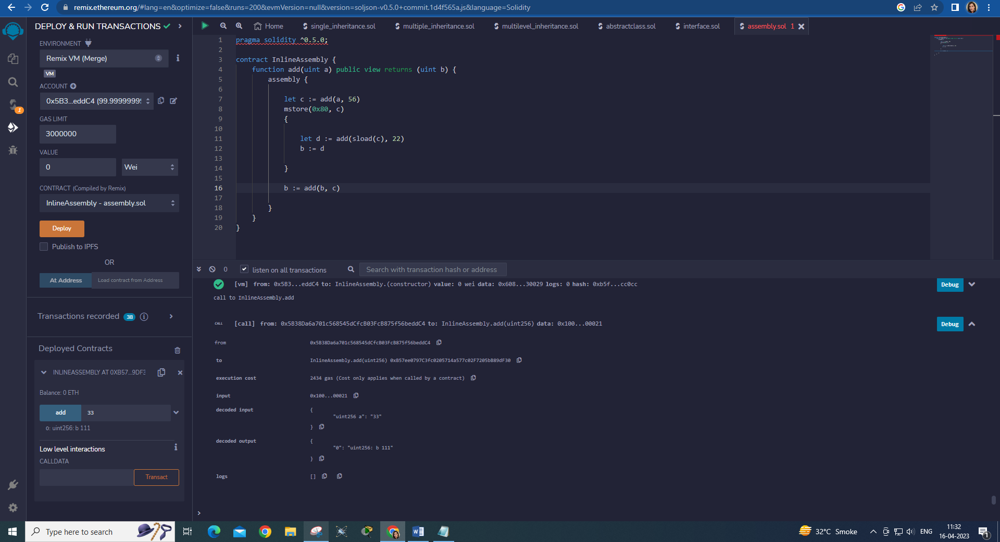 remix.ethereum.org/#lang=en&optimize=false&runs=200&evmVersion=null&version=soljson-v0.5.0+commit.1d4f565a.js&language=Solidity
DEPLOY & RUN TRANSACTIONS
ENVIRONMENT
Remix VM (Merge)
VM
ACCOUNT
0x5B3...eddC4 (99.9999999
GAS LIMIT
3000000
VALUE
0
Wei
CONTRACT (Compiled by Remix)
InlineAssembly - assembly.sol
Deploy
Publish to IPFS
OR
At Address
Load contract from Address
Transactions recorded 38
Deployed Contracts
INLINEASSEMBLY AT 0XB57...9DF3
Balance: 0 ETH
add
33
0: uint256: b 111
Low level interactions
CALLDATA
Transact
1
Home
single_inheritance.sol
multiple_inheritance.sol
multilevel_inheritance.sol
abstractclass.sol
interface.sol
assembly.sol 1
1 pragma solidity ^0.5.0;
2
3 contract InlineAssembly {
4 function add(uint a) public view returns (uint b) {
5 assembly {
6
7 let c := add(a, 56)
8 mstore(0x80, c)
9 {
10
11 let d := add(sload(c), 22)
12 b := d
13
14 }
15
16 b := add(b, c)
17
18 }
19 }
20 }
0
listen on all transactions
Search with transaction hash or address
[vm] from: 0x5B3...eddC4 to: InlineAssembly.(constructor) value: 0 wei data: 0x608...30029 logs: 0 hash: 0xb5f...cc0cc
Debug
call to InlineAssembly.add
CALL [call] from: 0x5B38Da6a701c568545dCfcB03FcB875f56beddC4 to: InlineAssembly.add(uint256) data: 0x100...00021
Debug
from 0x5B38Da6a701c568545dCfcB03FcB875f56beddC4
to InlineAssembly.add(uint256) 0xB57ee0797C3fc0205714a577c02F7205bB89dF30
execution cost 2434 gas (Cost only applies when called by a contract)
input 0x100...00021
decoded input {
"uint256 a": "33"
}
decoded output {
"0": "uint256: b 111"
}
logs []
>
Type here to search
32°C Smoke
ENG
11:32
16-04-2023
1